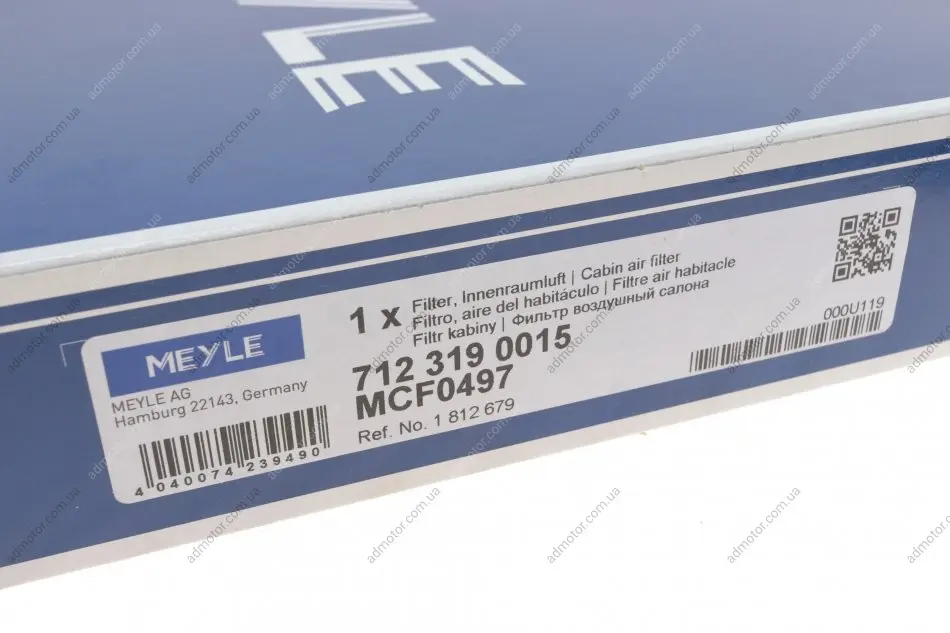 MEYLE
1 x Filter, Innenraumluft | Cabin air filter
Filtro, aire del habitáculo | Filtre air habitacle
Filtr kabiny | Фильтр воздушный салона
712 319 0015
MCF0497
Ref. No. 1 812 679
MEYLE
MEYLE AG
Hamburg 22143, Germany
4 040074 239490
000U119
admotor.com.ua